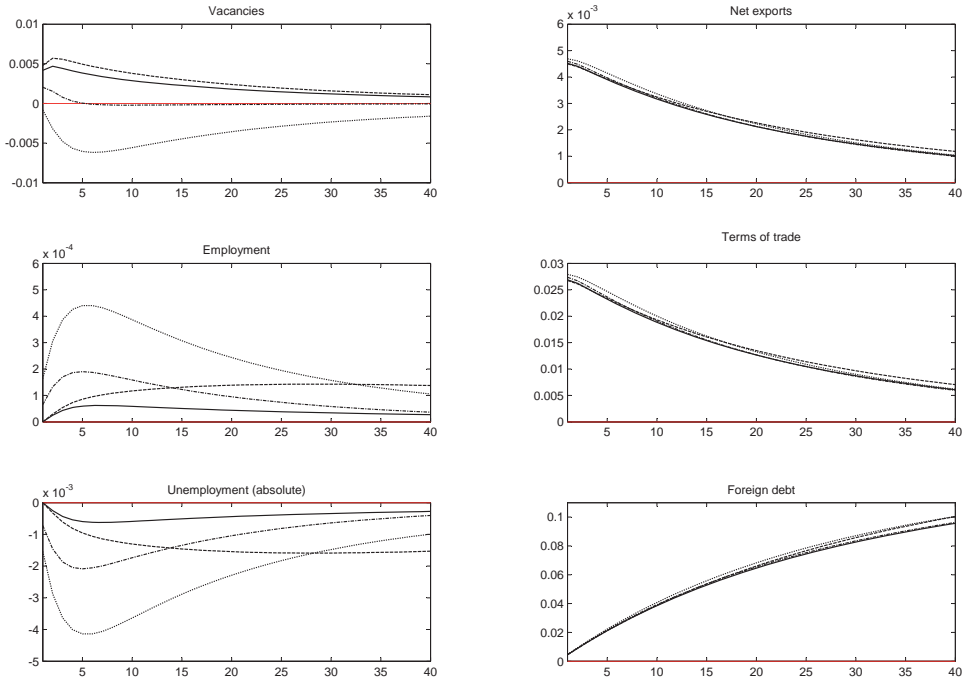 Vacancies
0.01
0.005
0
-0.005
-0.01
5 10 15 20 25 30 35 40
Net exports
x 10-3
6
5
4
3
2
1
0
5 10 15 20 25 30 35 40
Employment
x 10-4
6
5
4
3
2
1
0
5 10 15 20 25 30 35 40
Terms of trade
0.03
0.025
0.02
0.015
0.01
0.005
0
5 10 15 20 25 30 35 40
Unemployment (absolute)
x 10-3
0
-1
-2
-3
-4
-5
5 10 15 20 25 30 35 40
Foreign debt
0.1
0.08
0.06
0.04
0.02
0
5 10 15 20 25 30 35 40